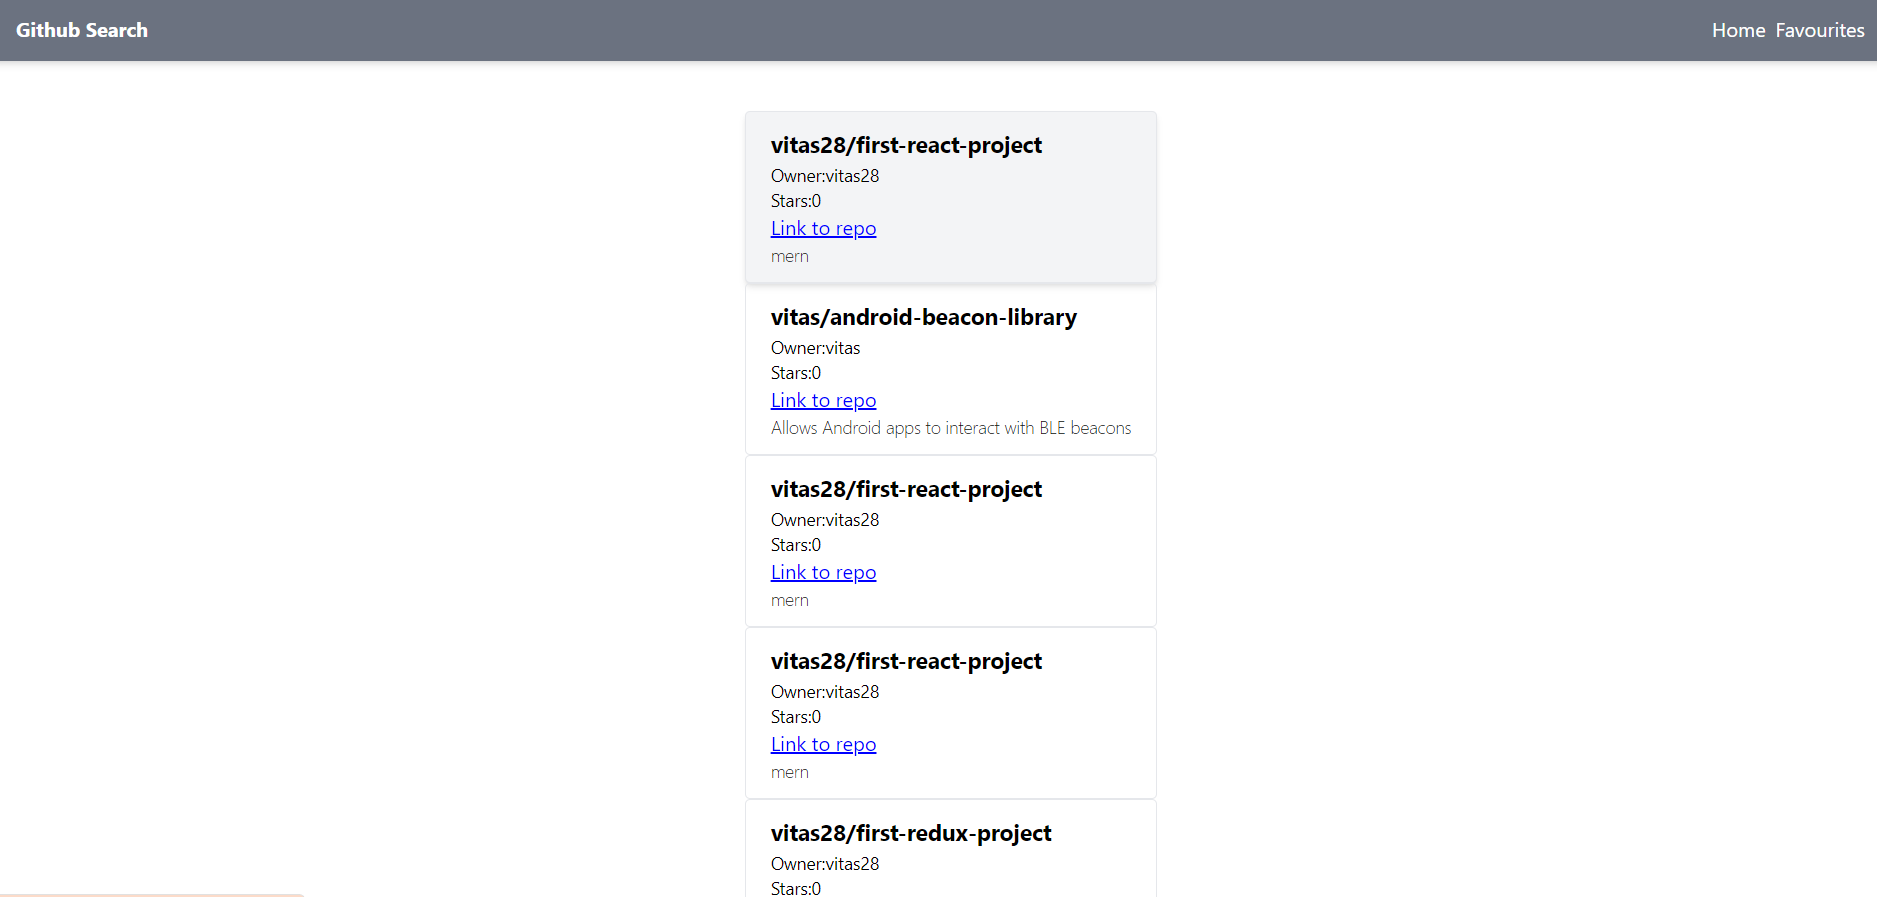 Github Search
Home Favourites
vitas28/first-react-project
Owner:vitas28
Stars:0
Link to repo
mern
vitas/android-beacon-library
Owner:vitas
Stars:0
Link to repo
Allows Android apps to interact with BLE beacons
vitas28/first-react-project
Owner:vitas28
Stars:0
Link to repo
mern
vitas28/first-react-project
Owner:vitas28
Stars:0
Link to repo
mern
vitas28/first-redux-project
Owner:vitas28
Stars:0